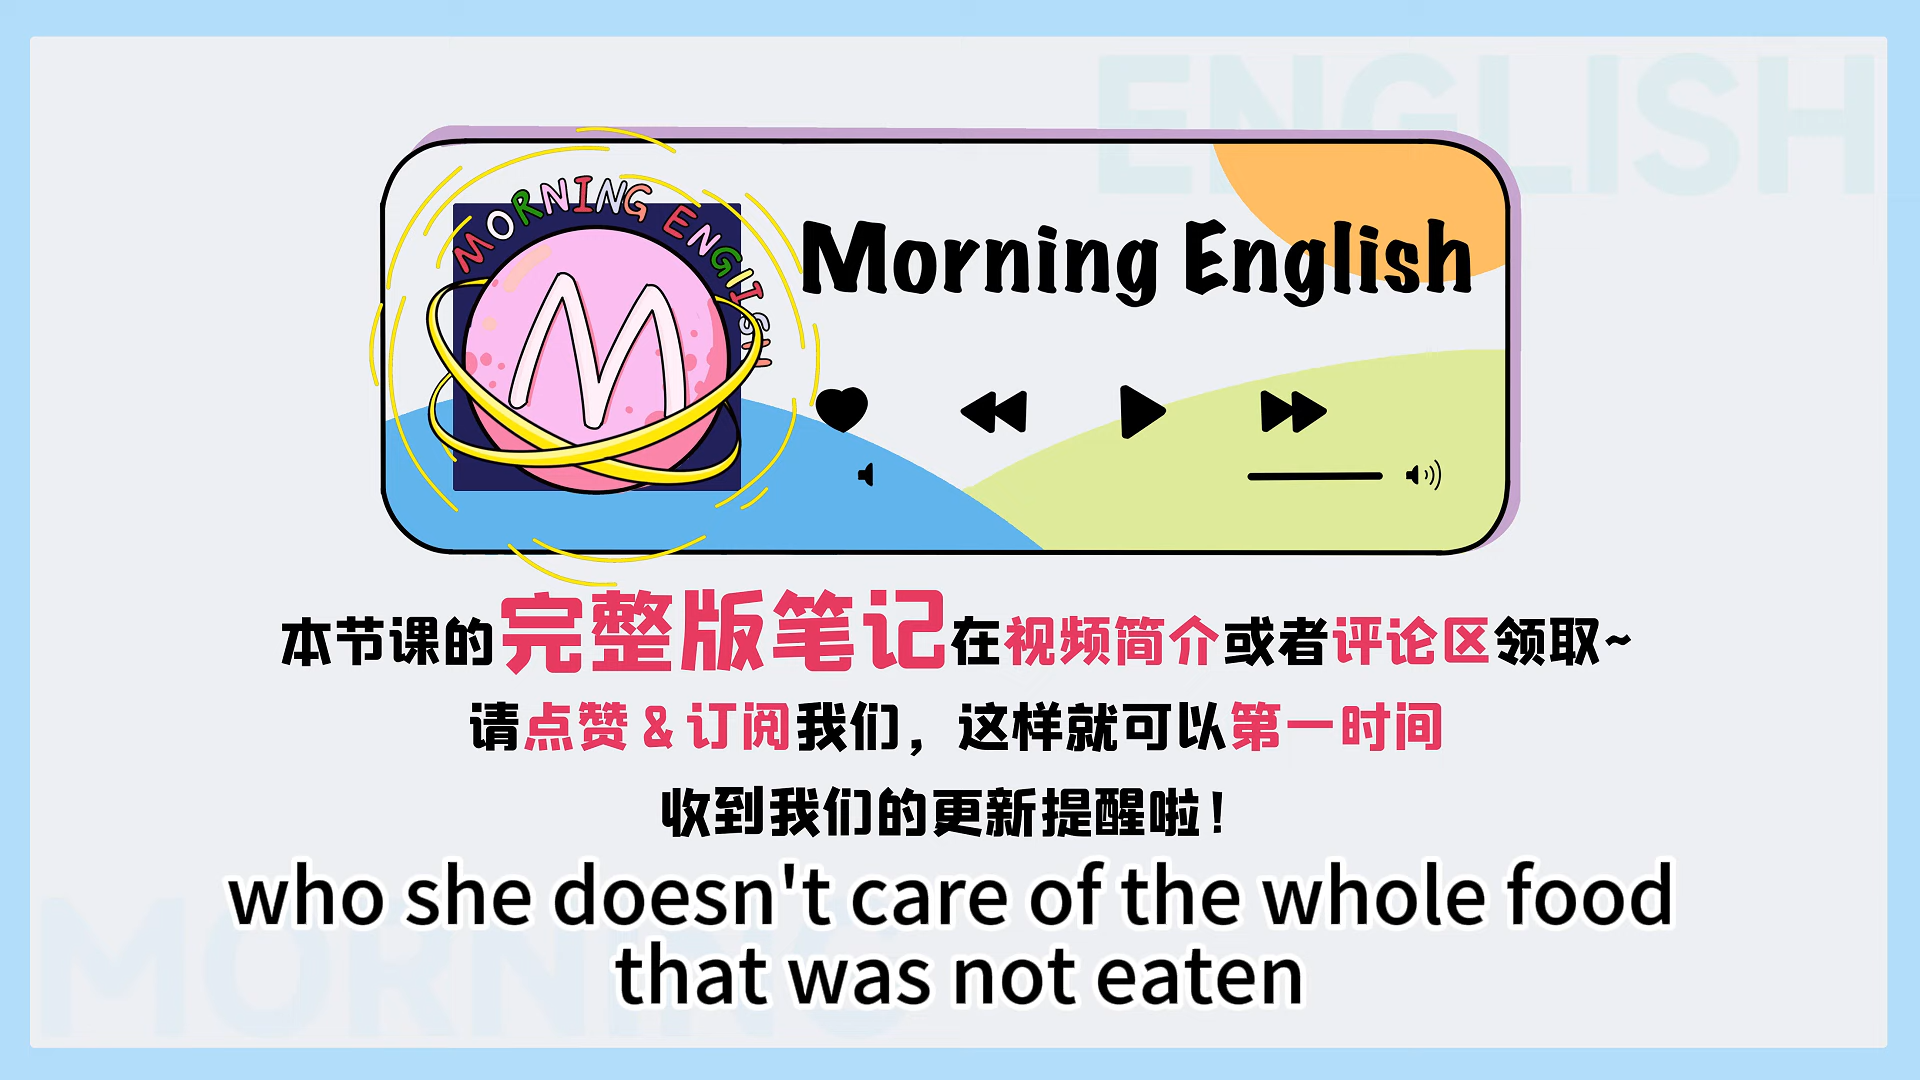 ENGLISH
MORNING ENGLISH
M
Morning English
本节课的完整版笔记在视频简介或者评论区领取~
请点赞&订阅我们，这样就可以第一时间
收到我们的更新提醒啦！
who she doesn't care of the whole food
that was not eaten
MORNING